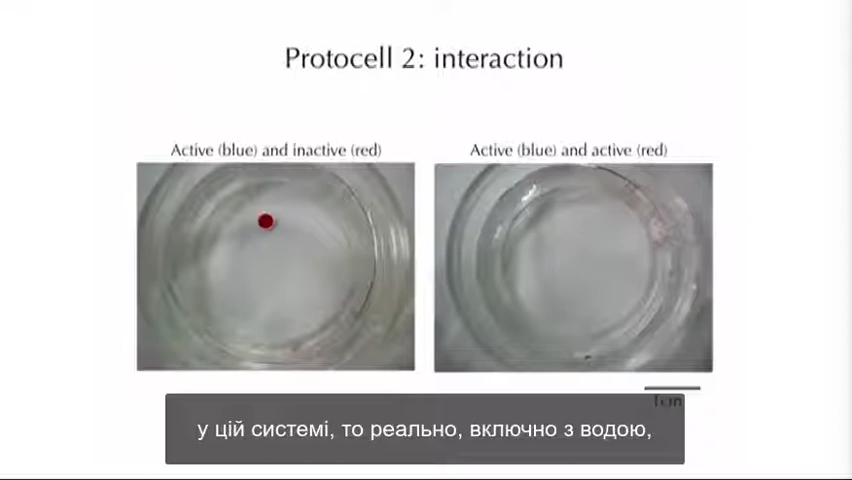 Protocell 2: interaction
Active (blue) and inactive (red)
Active (blue) and active (red)
1cm
у цій системі, то реально, включно з водою,